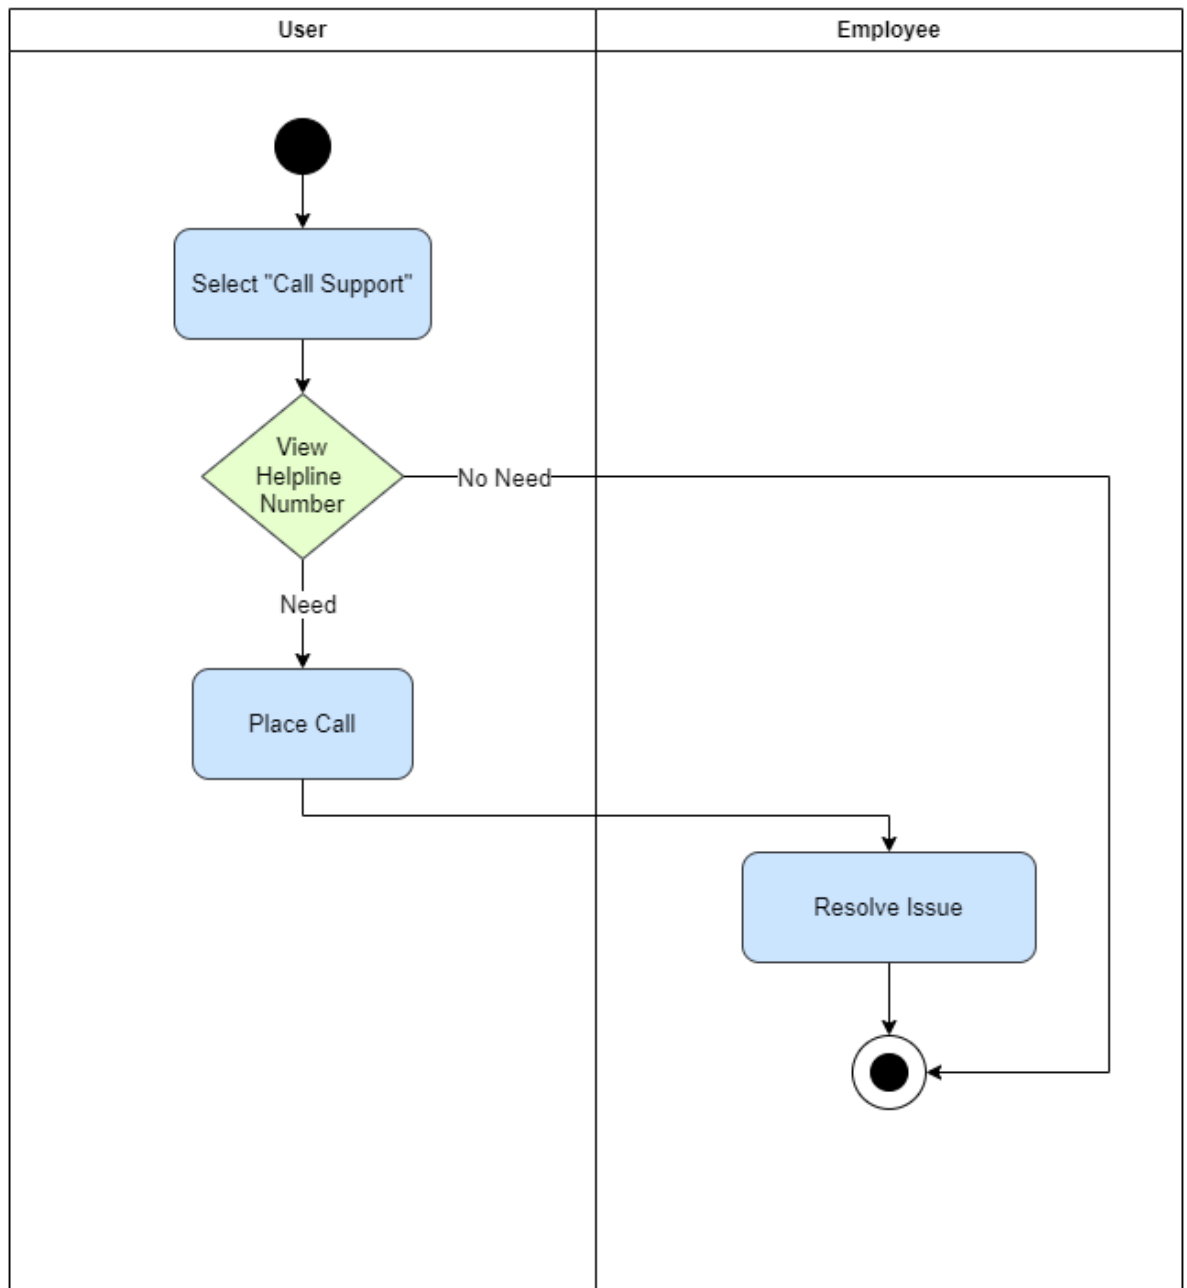 User
Employee
Select "Call Support"
View
Helpline
Number
No Need
Need
Place Call
Resolve Issue